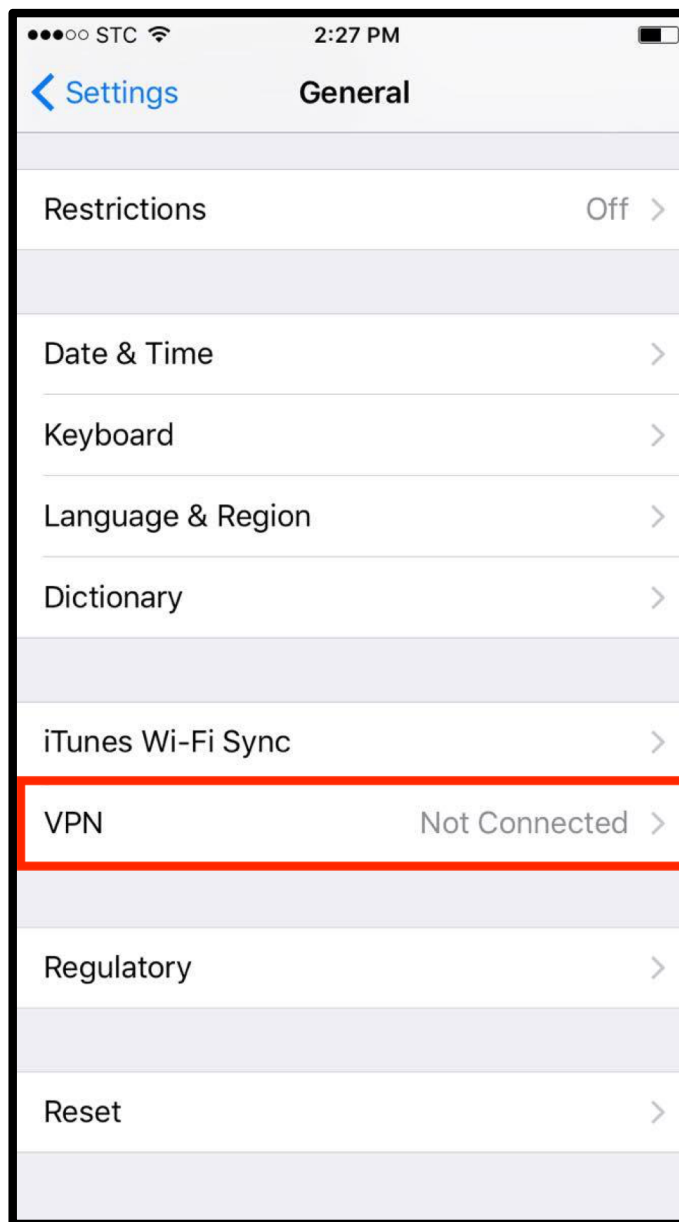 STC 2:27 PM
Settings General
Restrictions Off
Date & Time
Keyboard
Language & Region
Dictionary
iTunes Wi-Fi Sync
VPN Not Connected
Regulatory
Reset